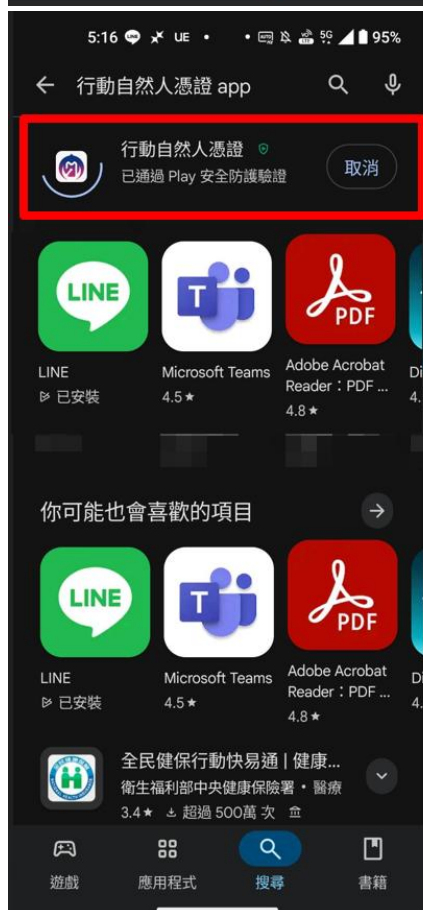 5:16 UE 5G 95%
行動自然人憑證 app
行動自然人憑證
已通過 Play 安全防護驗證
取消
LINE
T
PDF
LINE
已安裝
Microsoft Teams
4.5★
Adobe Acrobat
Reader：PDF ...
4.8★
Di
4.
你可能也會喜歡的項目
LINE
T
PDF
LINE
已安裝
Microsoft Teams
4.5★
Adobe Acrobat
Reader：PDF ...
4.8★
Di
4.
全民健保行動快易通 | 健康...
衛生福利部中央健康保險署・醫療
3.4★ 超過 500萬 次
遊戲
應用程式
搜尋
書籍